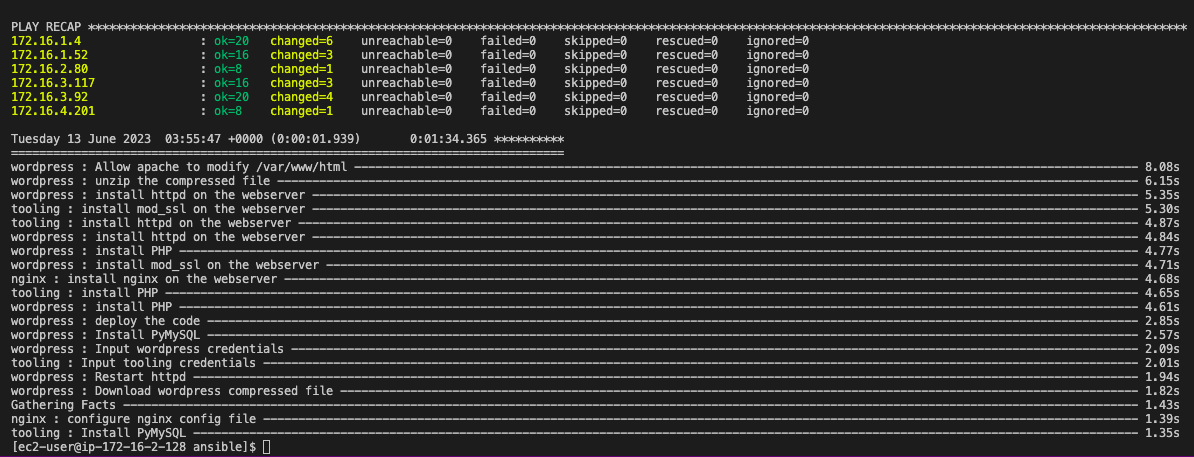 PLAY RECAP ****************************************************************************************************************************************************************
172.16.1.4 : ok=20 changed=6 unreachable=0 failed=0 skipped=0 rescued=0 ignored=0
172.16.1.52 : ok=16 changed=3 unreachable=0 failed=0 skipped=0 rescued=0 ignored=0
172.16.2.80 : ok=8 changed=1 unreachable=0 failed=0 skipped=0 rescued=0 ignored=0
172.16.3.117 : ok=16 changed=3 unreachable=0 failed=0 skipped=0 rescued=0 ignored=0
172.16.3.92 : ok=20 changed=4 unreachable=0 failed=0 skipped=0 rescued=0 ignored=0
172.16.4.201 : ok=8 changed=1 unreachable=0 failed=0 skipped=0 rescued=0 ignored=0
Tuesday 13 June 2023 03:55:47 +0000 (0:00:01.939) 0:01:34.365 **********
===============================================================================
wordpress : Allow apache to modify /var/www/html ---------------- 8.08s
wordpress : unzip the compressed file ---------------- 6.15s
wordpress : install httpd on the webserver ---------------- 5.35s
tooling : install mod_ssl on the webserver ---------------- 5.30s
tooling : install httpd on the webserver ---------------- 4.87s
wordpress : install httpd on the webserver ---------------- 4.84s
wordpress : install PHP ---------------- 4.77s
wordpress : install mod_ssl on the webserver ---------------- 4.71s
nginx : install nginx on the webserver ---------------- 4.68s
tooling : install PHP ---------------- 4.65s
wordpress : install PHP ---------------- 4.61s
wordpress : deploy the code ---------------- 2.85s
wordpress : Install PyMySQL ---------------- 2.57s
wordpress : Input wordpress credentials ---------------- 2.09s
tooling : Input tooling credentials ---------------- 2.01s
wordpress : Restart httpd ---------------- 1.94s
wordpress : Download wordpress compressed file ---------------- 1.82s
Gathering Facts ---------------- 1.43s
nginx : configure nginx config file ---------------- 1.39s
tooling : Install PyMySQL ---------------- 1.35s
[ec2-user@ip-172-16-2-128 ansible]$